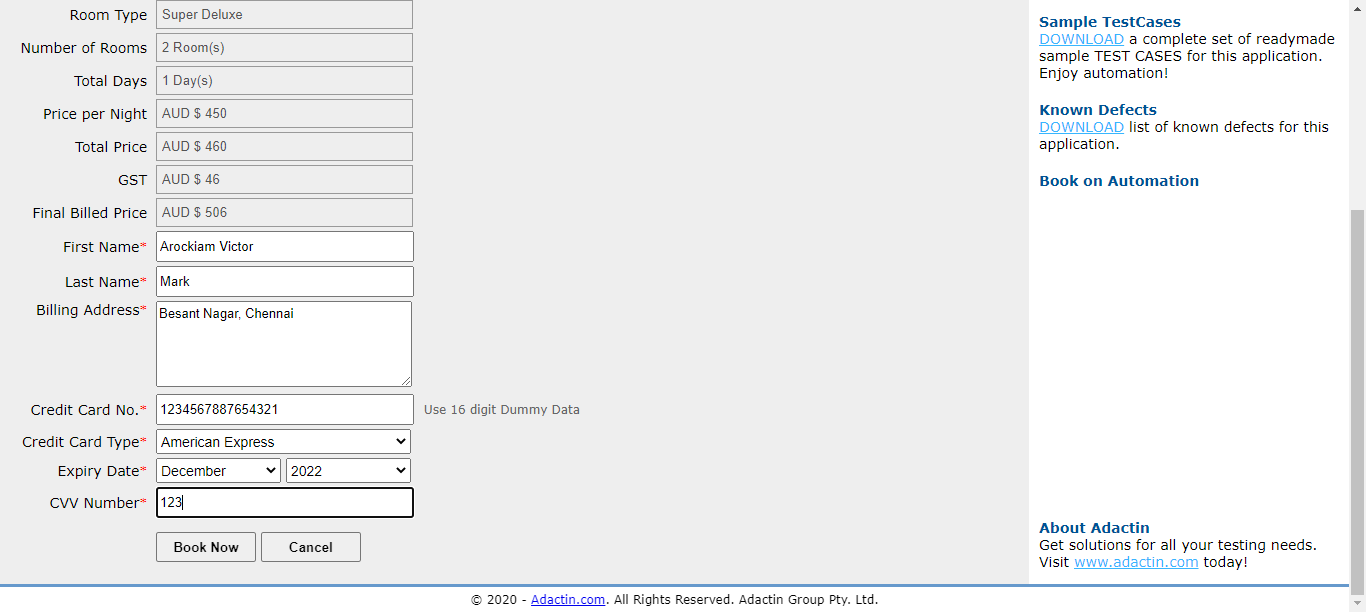 Room Type Super Deluxe
Number of Rooms 2 Room(s)
Total Days 1 Day(s)
Price per Night AUD $ 450
Total Price AUD $ 460
GST AUD $ 46
Final Billed Price AUD $ 506
First Name* Arockiam Victor
Last Name* Mark
Billing Address* Besant Nagar, Chennai
Credit Card No.* 1234567887654321 Use 16 digit Dummy Data
Credit Card Type* American Express
Expiry Date* December 2022
CVV Number* 123
Book Now Cancel
Sample TestCases
DOWNLOAD a complete set of readymade
sample TEST CASES for this application.
Enjoy automation!
Known Defects
DOWNLOAD list of known defects for this
application.
Book on Automation
About Adactin
Get solutions for all your testing needs.
Visit www.adactin.com today!
© 2020 - Adactin.com. All Rights Reserved. Adactin Group Pty. Ltd.